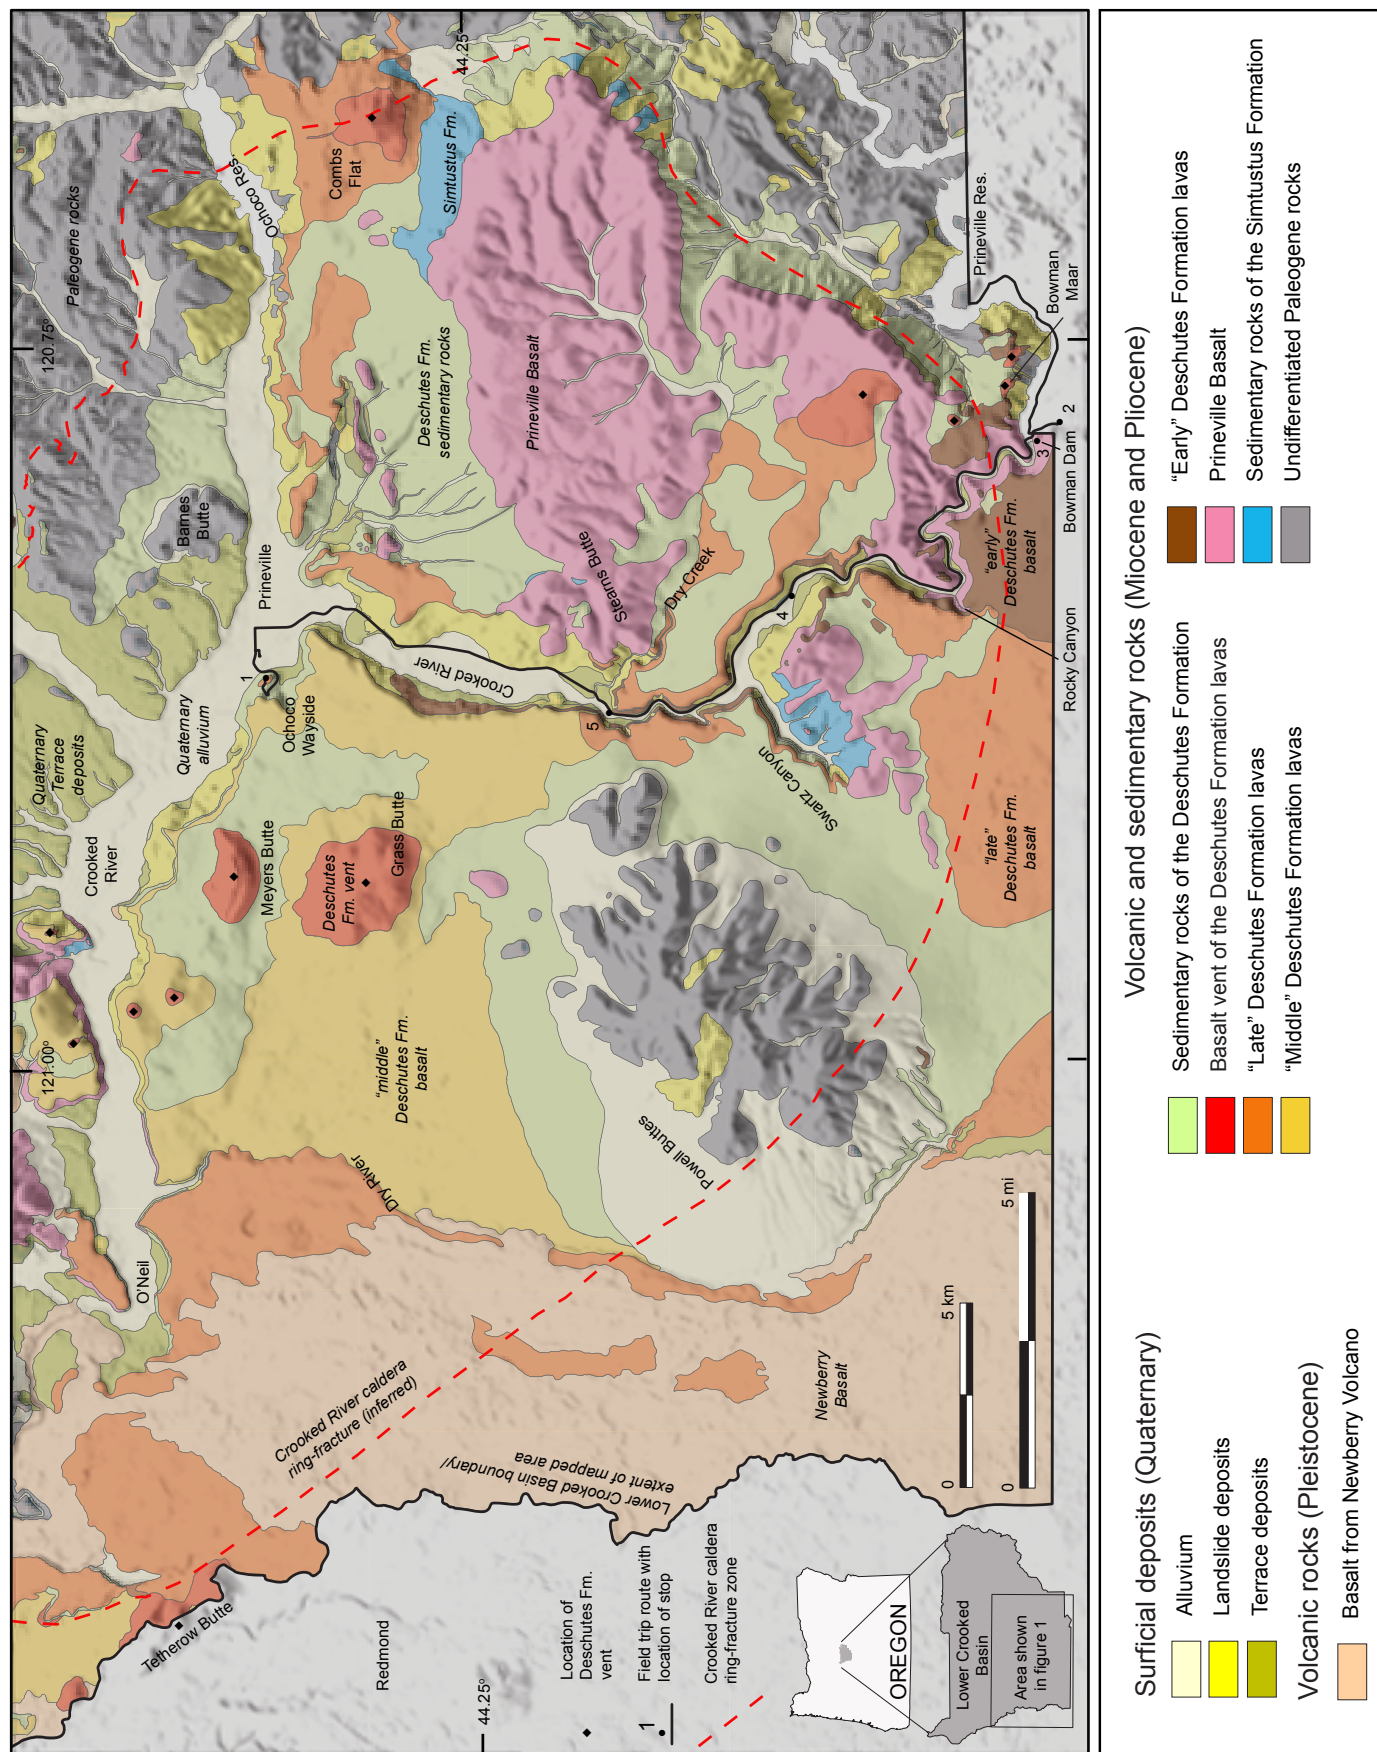 Tetherow Butte
Redmond
44.25°
O'Neil
121.00°
Crooked
River
Quaternary
Terrace
deposits
Quaternary
alluvium
Barnes
Butte
Prineville
120.75°
Paleogene rocks
Ochoco Res.
Combs
Flat
44.25°
Simtustus Fm.
1
Ochoco
Wayside
Meyers Butte
Deschutes
Fm. vent
Grass Butte
"middle"
Deschutes Fm.
basalt
Dry River
Crooked River caldera
ring-fracture (inferred)
Lower Crooked Basin boundary/
extent of mapped area
Newberry
Basalt
Powell Buttes
Crooked River
Deschutes Fm.
sedimentary rocks
Prineville Basalt
Stearns Butte
Dry Creek
5
4
Swartz Canyon
"late"
Deschutes Fm.
basalt
"early"
Deschutes Fm.
basalt
Rocky Canyon
Bowman Dam
3
2
Bowman
Maar
Prineville Res.
0
5 km
0
5 mi
Location of
Deschutes Fm.
vent
1
Field trip route with
location of stop
Crooked River caldera
ring-fracture zone
OREGON
Lower Crooked
Basin
Area shown
in figure 1
Surficial deposits (Quaternary)
Alluvium
Landslide deposits
Terrace deposits
Volcanic rocks (Pleistocene)
Basalt from Newberry Volcano
Volcanic and sedimentary rocks (Miocene and Pliocene)
Sedimentary rocks of the Deschutes Formation
Basalt vent of the Deschutes Formation lavas
"Late" Deschutes Formation lavas
"Middle" Deschutes Formation lavas
"Early" Deschutes Formation lavas
Prineville Basalt
Sedimentary rocks of the Simtustus Formation
Undifferentiated Paleogene rocks